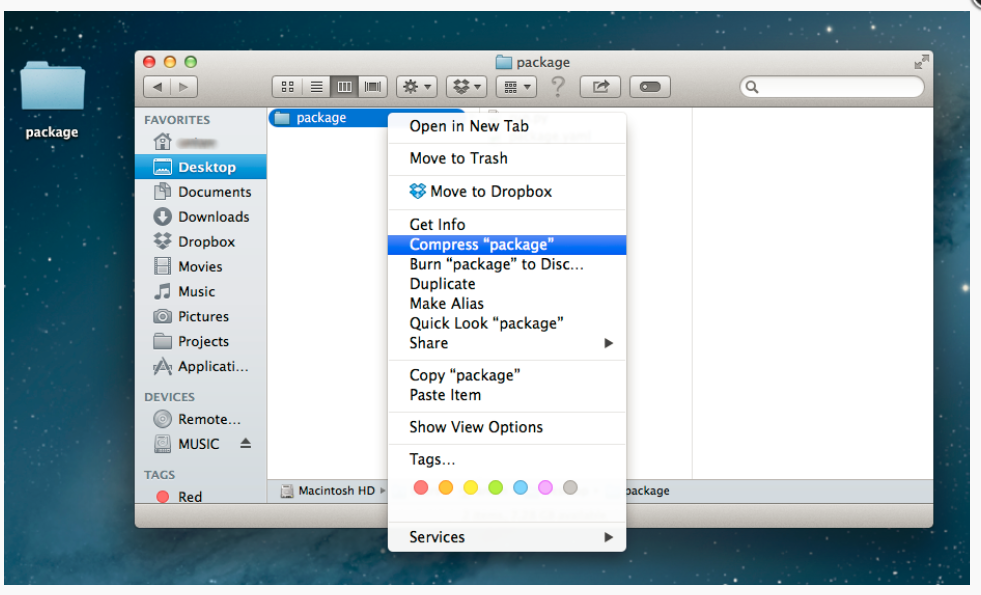 package
package
FAVORITES
Desktop
Documents
Downloads
Dropbox
Movies
Music
Pictures
Projects
Applicati...
DEVICES
Remote...
MUSIC
TAGS
Red
package
Open in New Tab
Move to Trash
Move to Dropbox
Get Info
Compress “package”
Burn “package” to Disc...
Duplicate
Make Alias
Quick Look “package”
Share
Copy “package”
Paste Item
Show View Options
Tags...
Services
Macintosh HD
package